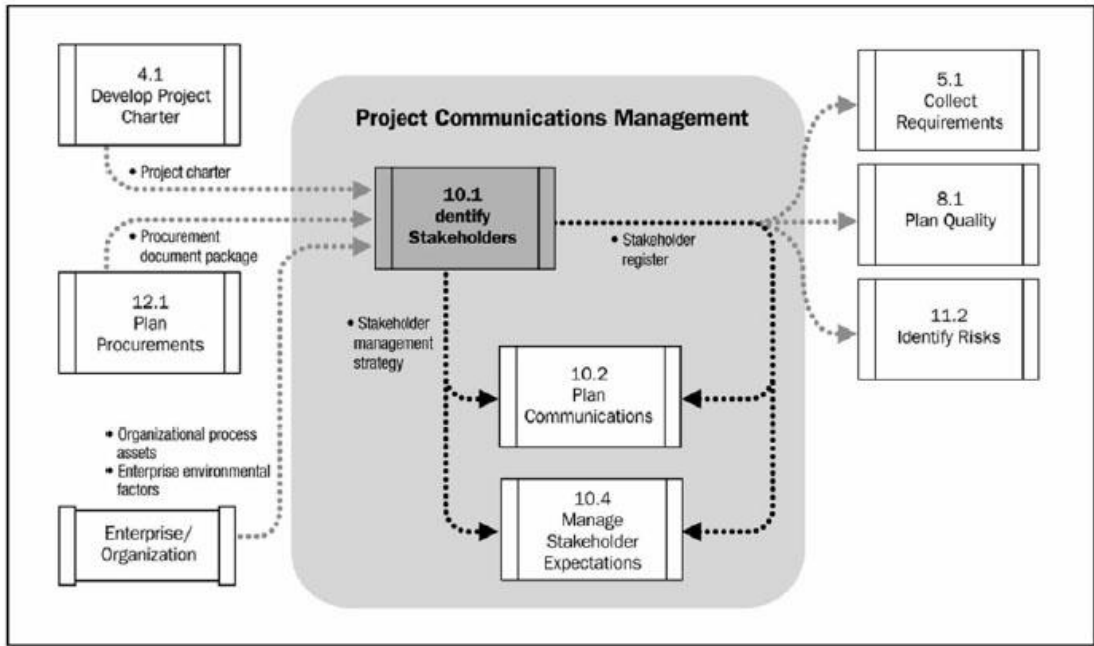 4.1
Develop Project
Charter
• Project charter
• Procurement
document package
12.1
Plan
Procurements
• Organizational process
assets
• Enterprise environmental
factors
Enterprise/
Organization
Project Communications Management
10.1
dentify
Stakeholders
• Stakeholder
register
• Stakeholder
management
strategy
10.2
Plan
Communications
10.4
Manage
Stakeholder
Expectations
5.1
Collect
Requirements
8.1
Plan Quality
11.2
Identify Risks